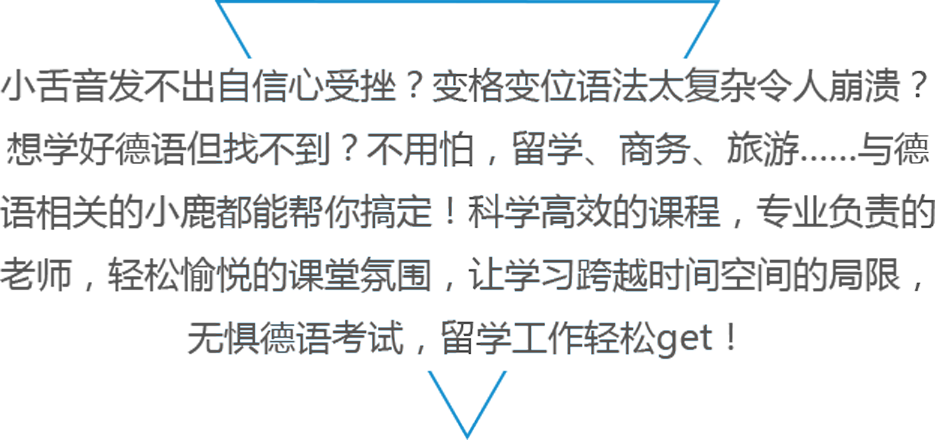 小舌音发不出自信心受挫？变格变位语法太复杂令人崩溃？
想学好德语但找不到？不用怕，留学、商务、旅游......与德
语相关的小鹿都能帮你搞定！科学高效的课程，专业负责的
老师，轻松愉悦的课堂氛围，让学习跨越时间空间的局限，
无惧德语考试，留学工作轻松get！